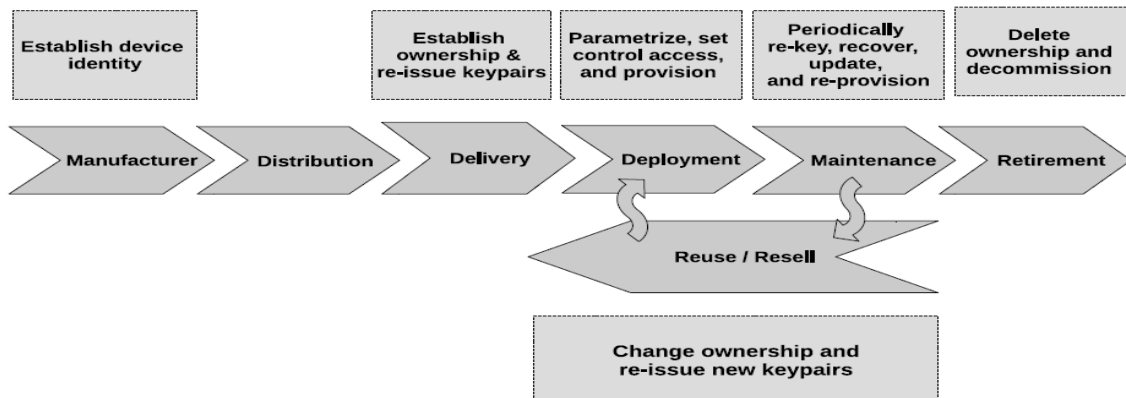 Establish device
identity
Establish
ownership &
re-issue keypairs
Parametrize, set
control access,
and provision
Periodically
re-key, recover,
update,
and re-provision
Delete
ownership and
decommission
Manufacturer
Distribution
Delivery
Deployment
Maintenance
Retirement
Reuse / Resell
Change ownership and
re-issue new keypairs